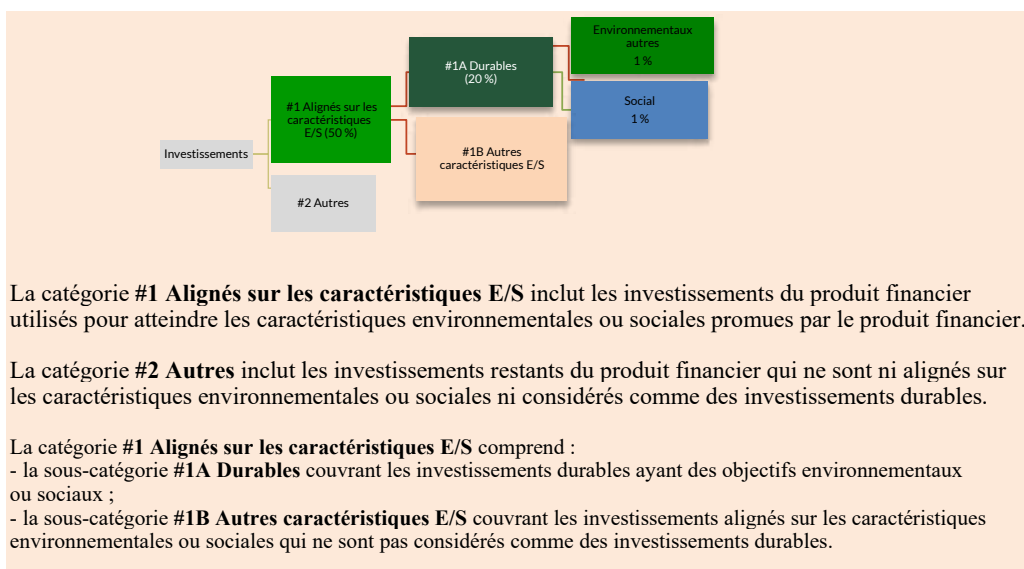 Environnementaux
autres
1 %
#1A Durables
(20 %)
Social
1 %
#1 Alignés sur les
caractéristiques
E/S (50 %)
#1B Autres
caractéristiques E/S
Investissements
#2 Autres
La catégorie #1 Alignés sur les caractéristiques E/S inclut les investissements du produit financier
utilisés pour atteindre les caractéristiques environnementales ou sociales promues par le produit financier.
La catégorie #2 Autres inclut les investissements restants du produit financier qui ne sont ni alignés sur
les caractéristiques environnementales ou sociales ni considérés comme des investissements durables.
La catégorie #1 Alignés sur les caractéristiques E/S comprend :
- la sous-catégorie #1A Durables couvrant les investissements durables ayant des objectifs environnementaux
ou sociaux ;
- la sous-catégorie #1B Autres caractéristiques E/S couvrant les investissements alignés sur les caractéristiques
environnementales ou sociales qui ne sont pas considérés comme des investissements durables.